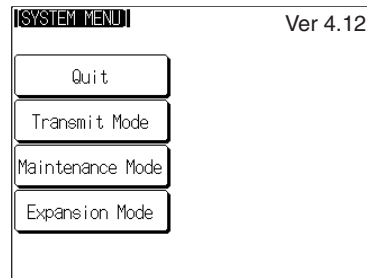 [SYSTEM MENU]
Ver 4.12
Quit
Transmit Mode
Maintenance Mode
Expansion Mode